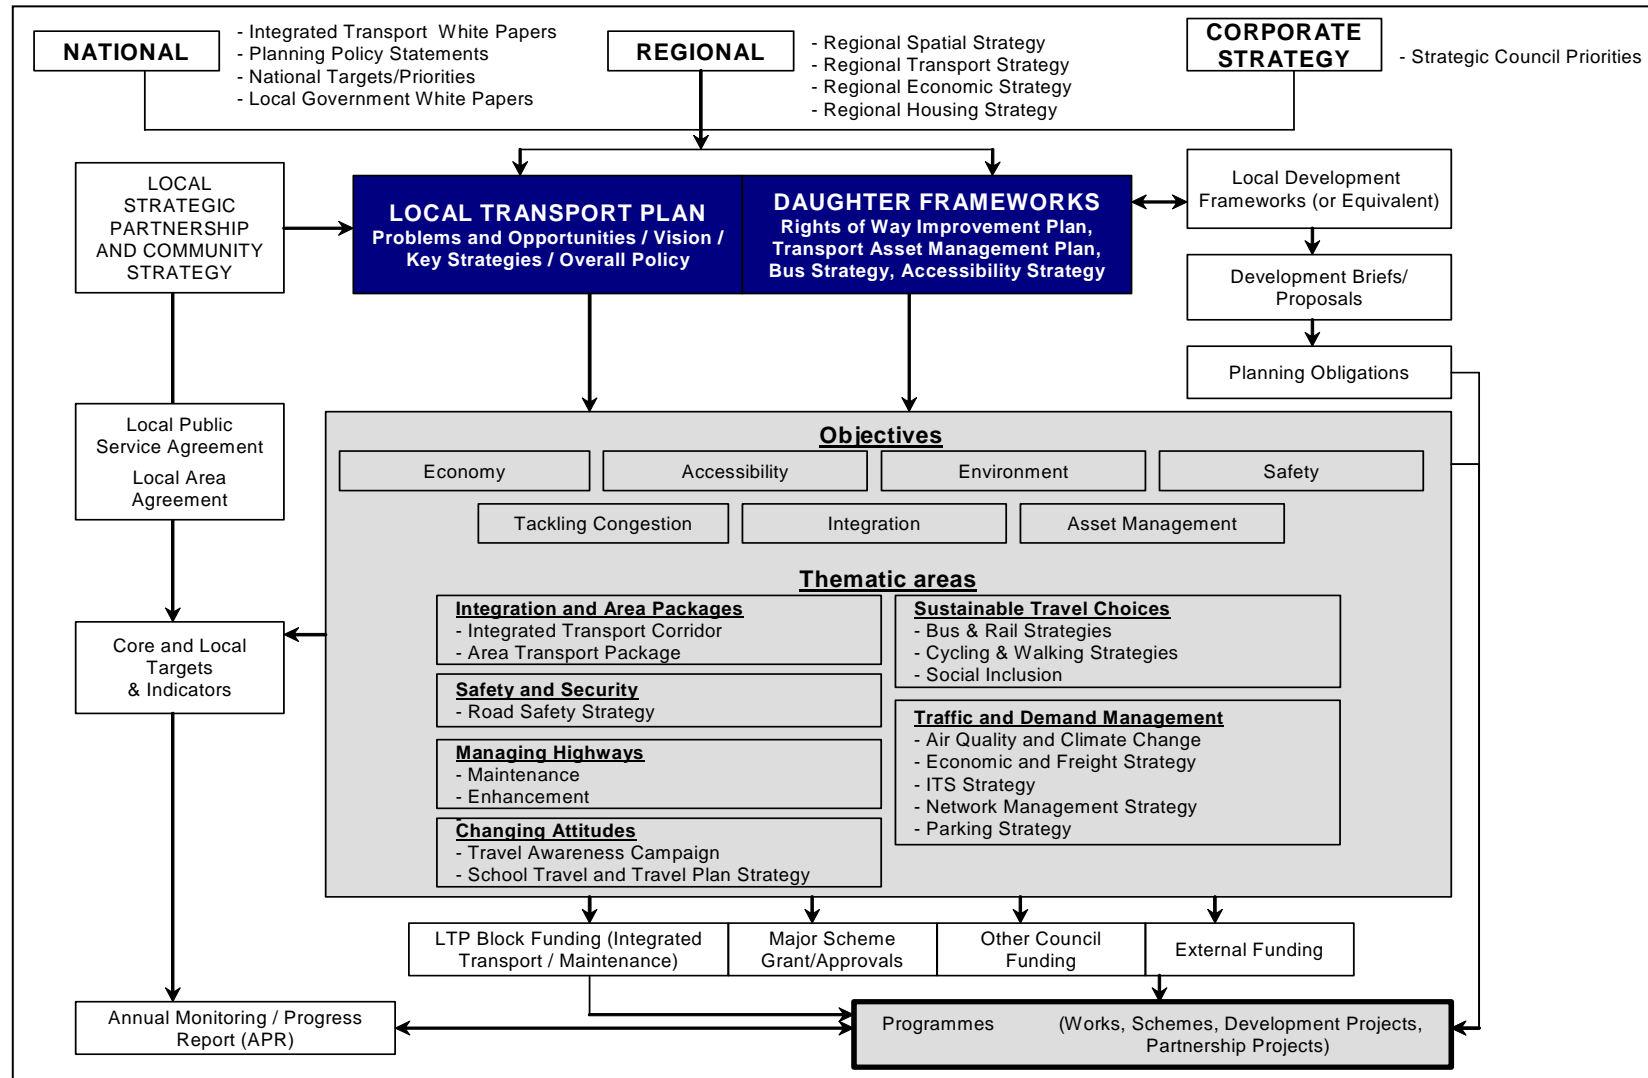 NATIONAL
- Integrated Transport White Papers
- Planning Policy Statements
- National Targets/Priorities
- Local Government White Papers
REGIONAL
- Regional Spatial Strategy
- Regional Transport Strategy
- Regional Economic Strategy
- Regional Housing Strategy
CORPORATE
STRATEGY
- Strategic Council Priorities
LOCAL
STRATEGIC
PARTNERSHIP
AND COMMUNITY
STRATEGY
LOCAL TRANSPORT PLAN
Problems and Opportunities / Vision /
Key Strategies / Overall Policy
DAUGHTER FRAMEWORKS
Rights of Way Improvement Plan,
Transport Asset Management Plan,
Bus Strategy, Accessibility Strategy
Local Development
Frameworks (or Equivalent)
Development Briefs/
Proposals
Planning Obligations
Local Public
Service Agreement
Local Area
Agreement
Objectives
Economy
Accessibility
Environment
Safety
Tackling Congestion
Integration
Asset Management
Thematic areas
Integration and Area Packages
- Integrated Transport Corridor
- Area Transport Package
Safety and Security
- Road Safety Strategy
Managing Highways
- Maintenance
- Enhancement
-
Changing Attitudes
- Travel Awareness Campaign
- School Travel and Travel Plan Strategy
Sustainable Travel Choices
- Bus & Rail Strategies
- Cycling & Walking Strategies
- Social Inclusion
Traffic and Demand Management
- Air Quality and Climate Change
- Economic and Freight Strategy
- ITS Strategy
- Network Management Strategy
- Parking Strategy
Core and Local
Targets
& Indicators
LTP Block Funding (Integrated
Transport / Maintenance)
Major Scheme
Grant/Approvals
Other Council
Funding
External Funding
Annual Monitoring / Progress
Report (APR)
Programmes (Works, Schemes, Development Projects,
Partnership Projects)